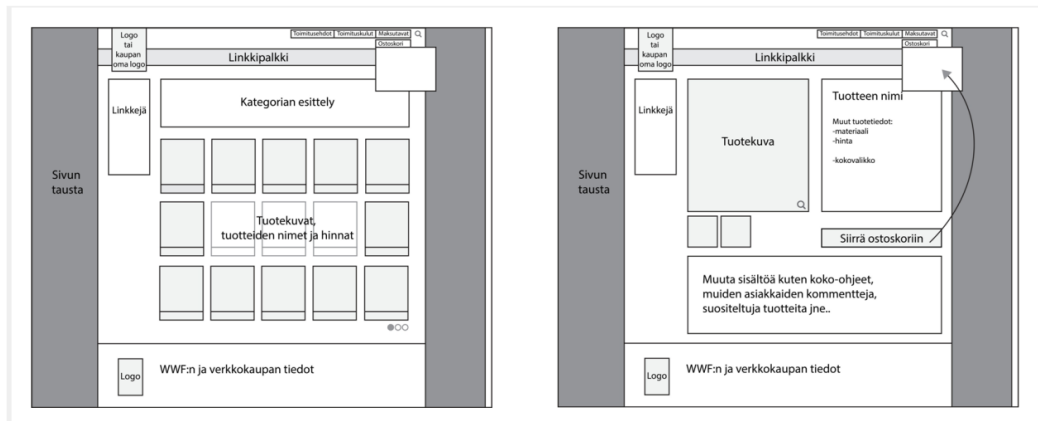 Logo
tai
kaupan
oma logo
Toimitusehdot Toimituskulut Maksutavat
Ostoskori
Linkkipalkki
Linkkejä
Kategorian esittely
Sivun
tausta
Tuotekuvat,
tuotteiden nimet ja hinnat
Logo
WWF:n ja verkkokaupan tiedot
Logo
tai
kaupan
oma logo
Toimitusehdot Toimituskulut Maksutavat
Ostoskori
Linkkipalkki
Linkkejä
Tuotekuva
Tuotteen nimi
Muut tuotetiedot:
-materiaali
-hinta
-kokovalikko
Sivun
tausta
Siirrä ostoskoriin
Muuta sisältöä kuten koko-ohjeet,
muiden asiakkaiden kommentteja,
suositeltuja tuotteita jne..
Logo
WWF:n ja verkkokaupan tiedot